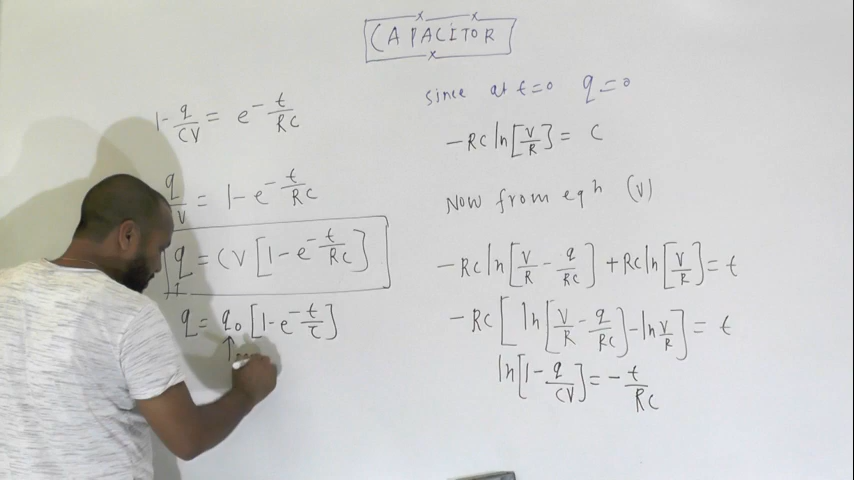 CAPACITOR
1 - q/CV = e^(-t/RC)
q/V = 1 - e^(-t/RC)
q = CV [1 - e^(-t/RC)]
q = q₀ [1 - e^(-t/τ)]
since at t=0 q=0
-RC ln[V/R] = C
Now from eqⁿ (V)
-RC ln[V/R - q/RC] + RC ln[V/R] = t
-RC [ln[V/R - q/RC] - ln V/R] = t
ln[1 - q/CV] = -t/RC